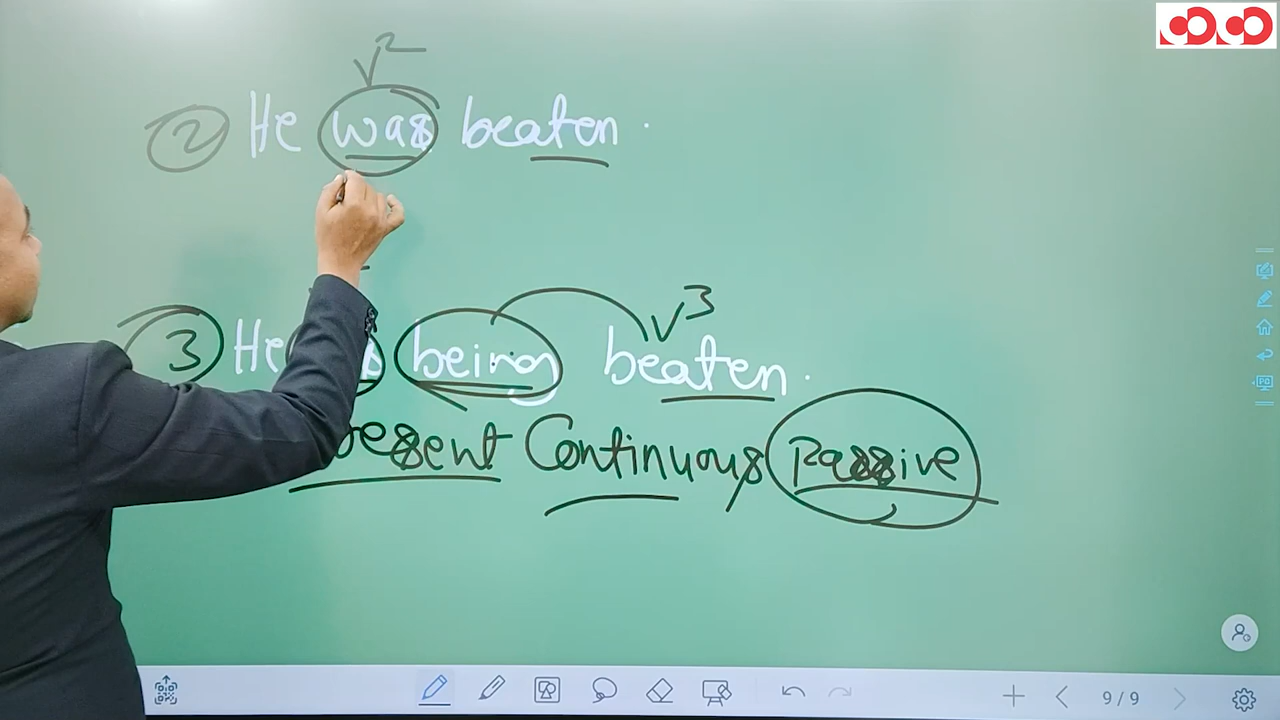 V2
② He was beaten.
V3
③ He being beaten.
Continuous Passive
9/9